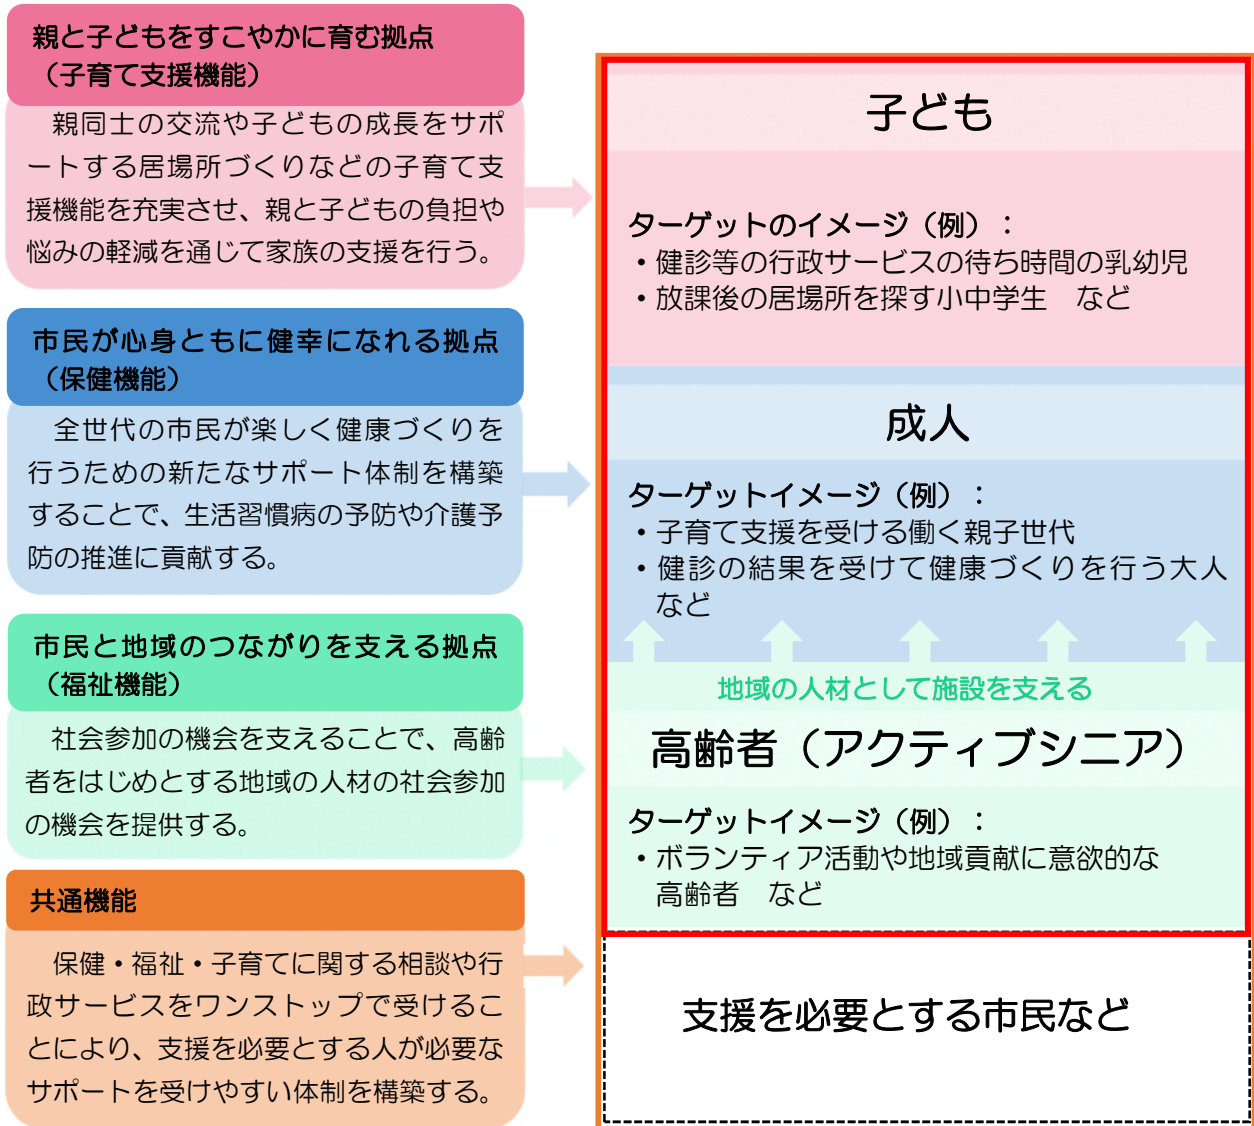 親と子どもをすこやかに育む拠点
（子育て支援機能）
　親同士の交流や子どもの成長をサポ
ートする居場所づくりなどの子育て支
援機能を充実させ、親と子どもの負担や
悩みの軽減を通じて家族の支援を行う。
市民が心身ともに健幸になれる拠点
（保健機能）
　全世代の市民が楽しく健康づくりを
行うための新たなサポート体制を構築
することで、生活習慣病の予防や介護予
防の推進に貢献する。
市民と地域のつながりを支える拠点
（福祉機能）
　社会参加の機会を支えることで、高齢
者をはじめとする地域の人材の社会参加
の機会を提供する。
共通機能
　保健・福祉・子育てに関する相談や行
政サービスをワンストップで受けるこ
とにより、支援を必要とする人が必要な
サポートを受けやすい体制を構築する。
子ども
ターゲットのイメージ（例）：
・健診等の行政サービスの待ち時間の乳幼児
・放課後の居場所を探す小中学生　など
成人
ターゲットイメージ（例）：
・子育て支援を受ける働く親子世代
・健診の結果を受けて健康づくりを行う大人
など
地域の人材として施設を支える
高齢者（アクティブシニア）
ターゲットイメージ（例）：
・ボランティア活動や地域貢献に意欲的な
高齢者　など
支援を必要とする市民など